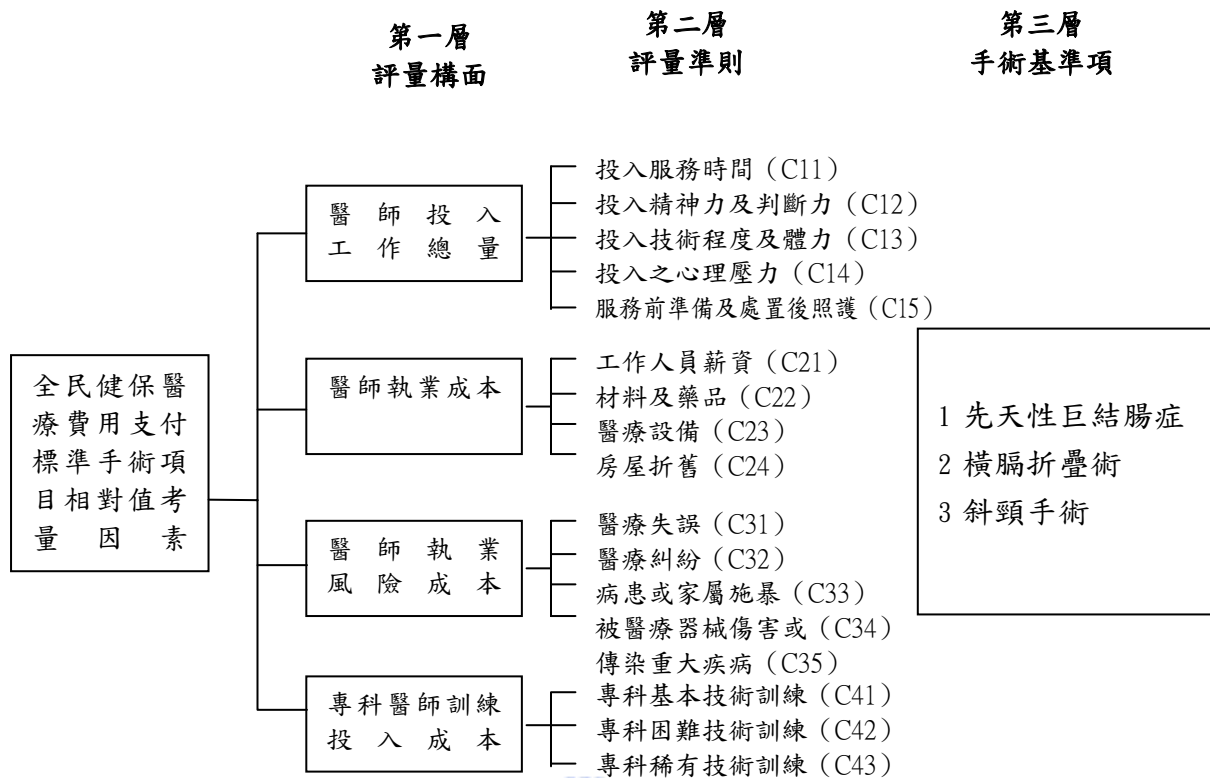 第一層
評量構面
第二層
評量準則
第三層
手術基準項
全民健保醫
療費用支付
標準手術項
目相對值考
量因素
醫師投入
工作總量
投入服務時間（C11）
投入精神力及判斷力（C12）
投入技術程度及體力（C13）
投入之心理壓力（C14）
服務前準備及處置後照護（C15）
醫師執業成本
工作人員薪資（C21）
材料及藥品（C22）
醫療設備（C23）
房屋折舊（C24）
醫師執業
風險成本
醫療失誤（C31）
醫療糾紛（C32）
病患或家屬施暴（C33）
被醫療器械傷害或（C34）
傳染重大疾病（C35）
專科醫師訓練
投入成本
專科基本技術訓練（C41）
專科困難技術訓練（C42）
專科稀有技術訓練（C43）
1 先天性巨結腸症
2 橫膈折疊術
3 斜頸手術